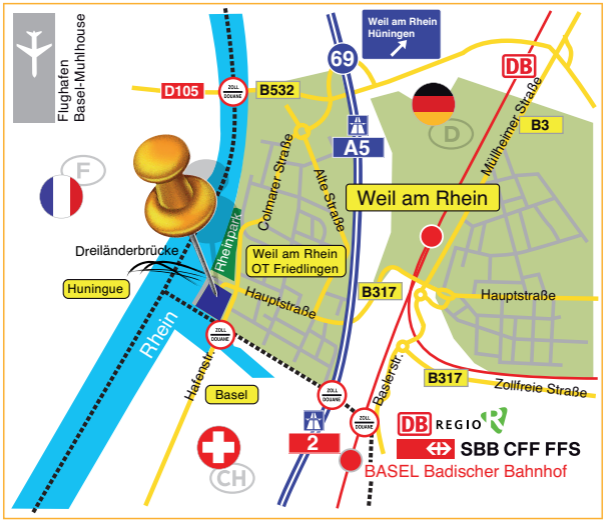 Flughafen
Basel-Muhlhouse
Weil am Rhein
Hüningen
69
DB
D105
ZOLL
DOUANE
B532
D
B3
Müllheimer Straße
A5
F
Colmarer Straße
Alte Straße
Weil am Rhein
Rheinpark
Dreiländerbrücke
Weil am Rhein
OT Friedlingen
Huningue
Hauptstraße
B317
Hauptstraße
Rhein
ZOLL
DOUANE
Hafenstr.
Baslerstr.
B317
Zollfreie Straße
Basel
ZOLL
DOUANE
ZOLL
DOUANE
2
DB REGIO R
SBB CFF FFS
BASEL Badischer Bahnhof
CH